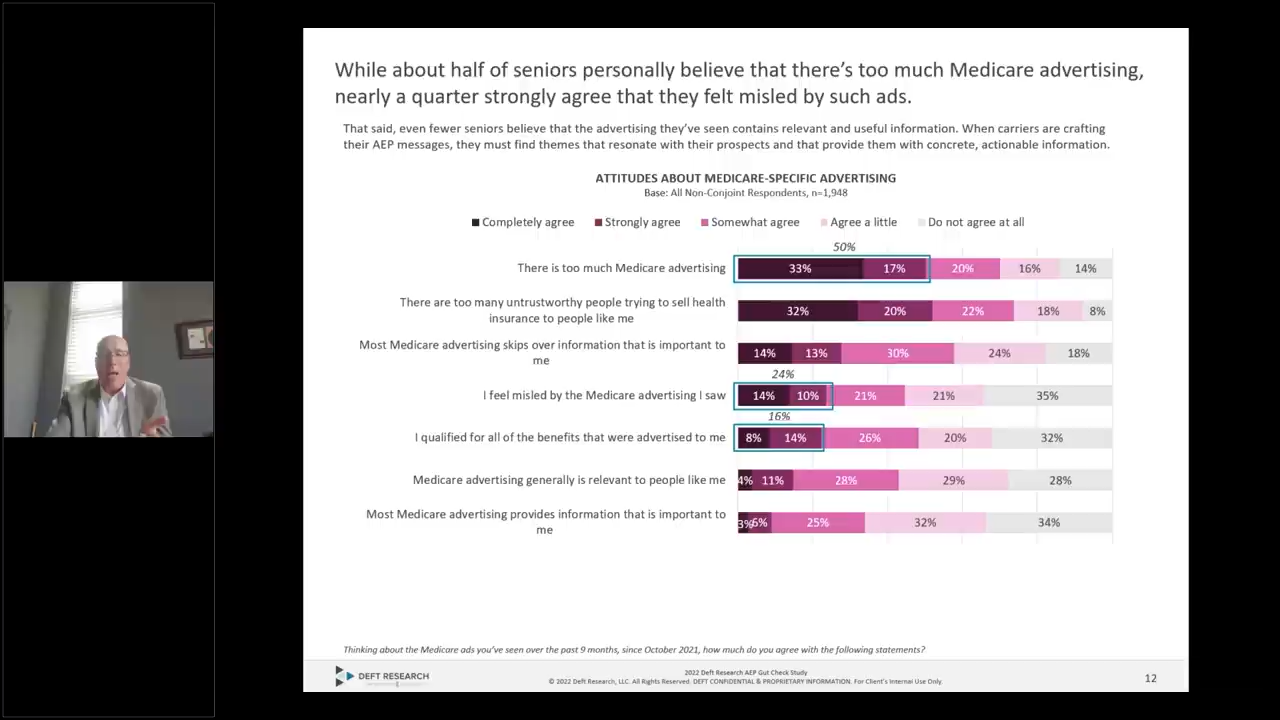 While about half of seniors personally believe that there's too much Medicare advertising,
nearly a quarter strongly agree that they felt misled by such ads.
That said, even fewer seniors believe that the advertising they've seen contains relevant and useful information. When carriers are crafting
their AEP messages, they must find themes that resonate with their prospects and that provide them with concrete, actionable information.
ATTITUDES ABOUT MEDICARE-SPECIFIC ADVERTISING
Base: All Non-Conjoint Respondents, n=1,948
Completely agree Strongly agree Somewhat agree Agree a little Do not agree at all
50%
There is too much Medicare advertising 33% 17% 20% 16% 14%
There are too many untrustworthy people trying to sell health
insurance to people like me 32% 20% 22% 18% 8%
Most Medicare advertising skips over information that is important to
me 14% 13% 30% 24% 18%
24%
I feel misled by the Medicare advertising I saw 14% 10% 21% 21% 35%
16%
I qualified for all of the benefits that were advertised to me 8% 14% 26% 20% 32%
Medicare advertising generally is relevant to people like me 4% 11% 28% 29% 28%
Most Medicare advertising provides information that is important to
me 3% 6% 25% 32% 34%
Thinking about the Medicare ads you've seen over the past 9 months, since October 2021, how much do you agree with the following statements?
DEFT RESEARCH
2022 Deft Research AEP Gut Check Study
© 2022 Deft Research, LLC. All Rights Reserved. DEFT CONFIDENTIAL & PROPRIETARY INFORMATION. For Client's Internal Use Only.
12